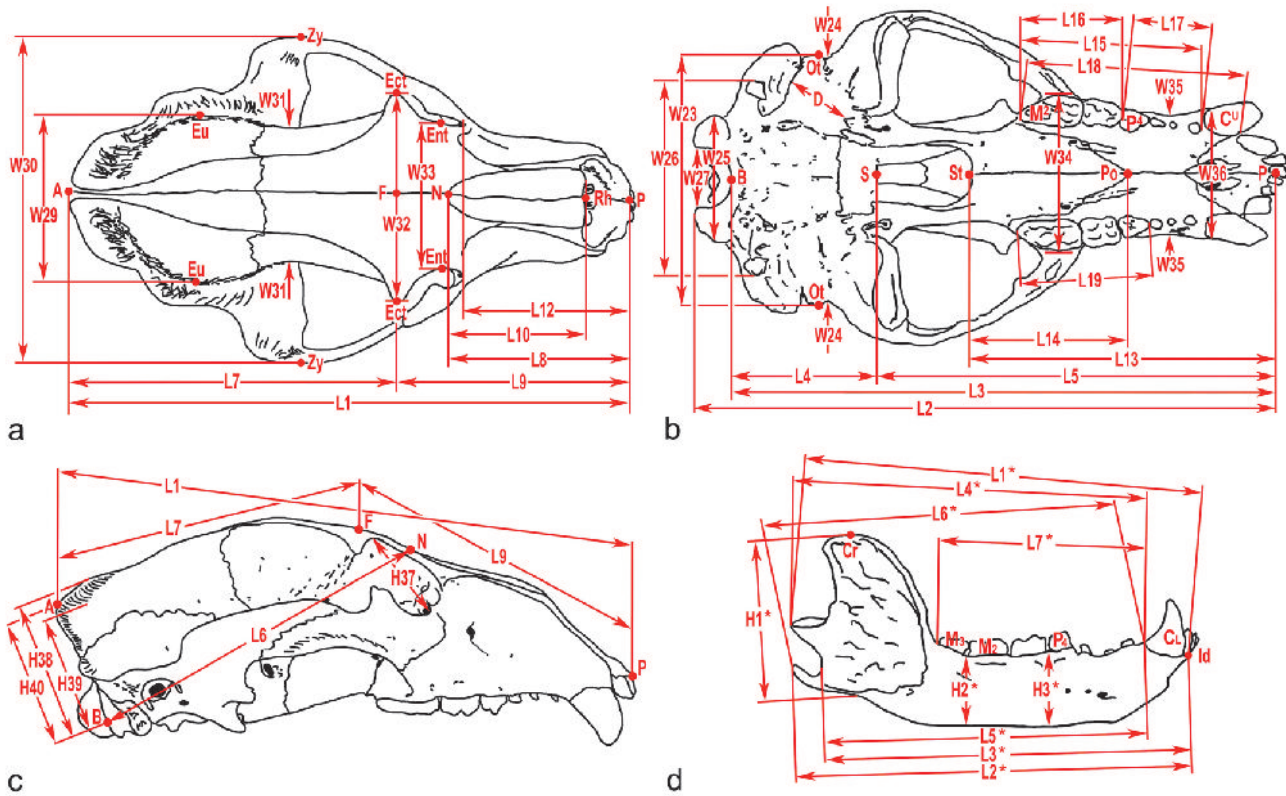 Zy
Ect
W31
Eu
Ent
W30
W33
A
F
N
Rh
P
W29
W32
Eu
Ent
W31
Ect
L12
L10
Zy
L7
L8
L9
L1
a
W24
L16
L17
L15
L18
Ot
W35
D
M2
P4
CU
W23
W26
W25
W34
W27
B
S
St
Po
W36
P
W35
Ot
L19
W24
L14
L13
L4
L5
L3
L2
b
L1
L7
F
N
L9
H37
A
L6
H38
H40
H39
B
P
c
L1*
L4*
L6*
Cr
L7*
H1*
M3
M2
P4
CL
Id
H2*
H3*
L5*
L3*
L2*
d